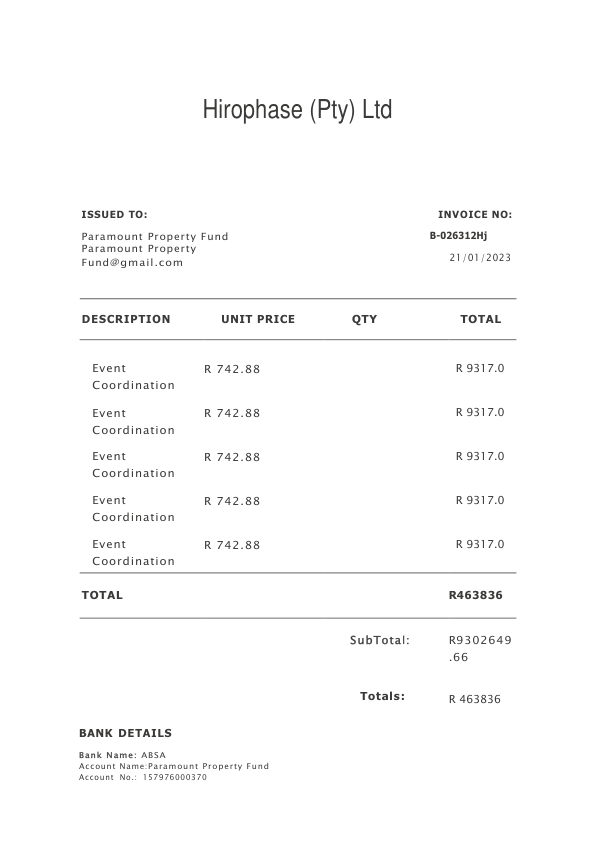 Hirophase (Pty) Ltd
ISSUED TO: INVOICE NO:
Paramount Property Fund B-026312Hj
Paramount Property
Fund@gmail.com 21/01/2023
DESCRIPTION UNIT PRICE QTY TOTAL
Event R 742.88 R 9317.0
Coordination
Event R 742.88 R 9317.0
Coordination
Event R 742.88 R 9317.0
Coordination
Event R 742.88 R 9317.0
Coordination
Event R 742.88 R 9317.0
Coordination
TOTAL R463836
SubTotal: R9302649
.66
Totals: R 463836
BANK DETAILS
Bank Name: ABSA
Account Name:Paramount Property Fund
Account No.: 157976000370